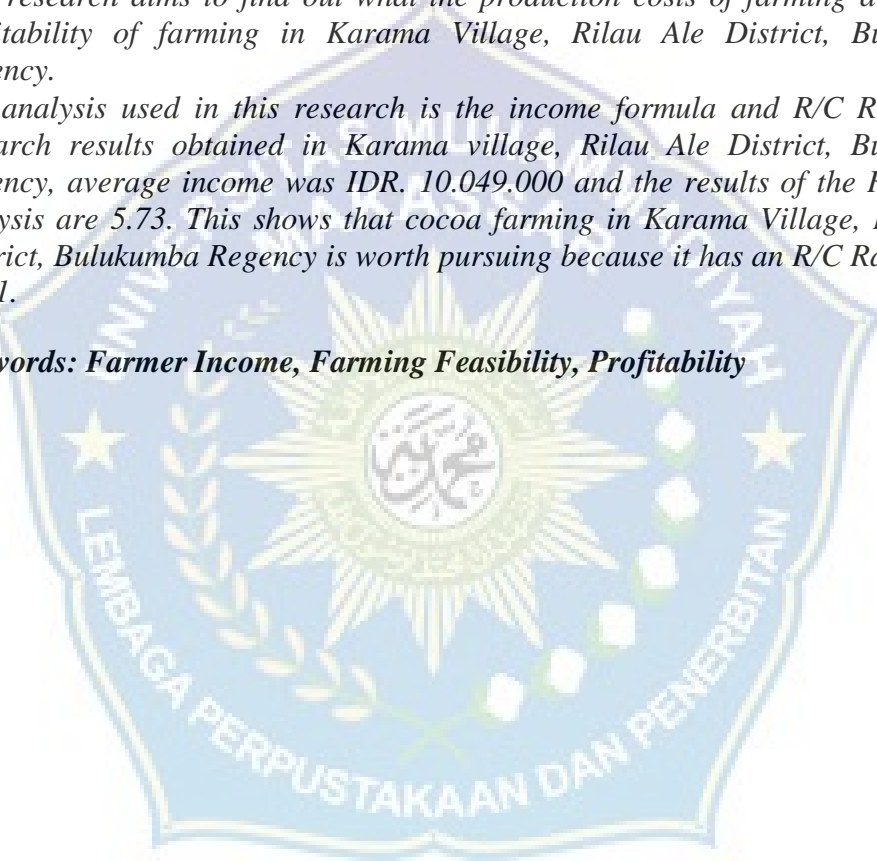 research aims to find out what the production costs of farming a
itability of farming in Karama Village, Rilau Ale District, Bu
ency.
analysis used in this research is the income formula and R/C R
arch results obtained in Karama village, Rilau Ale District, Bu
ency, average income was IDR. 10.049.000 and the results of the
ysis are 5.73. This shows that cocoa farming in Karama Village,
rict, Bulukumba Regency is worth pursuing because it has an R/C Ra
1.
words: Farmer Income, Farming Feasibility, Profitability
UNIVERSITAS MUHAMMADIYAH
MAKASSAR
LEMBAGA PERPUSTAKAAN DAN PENERBITAN